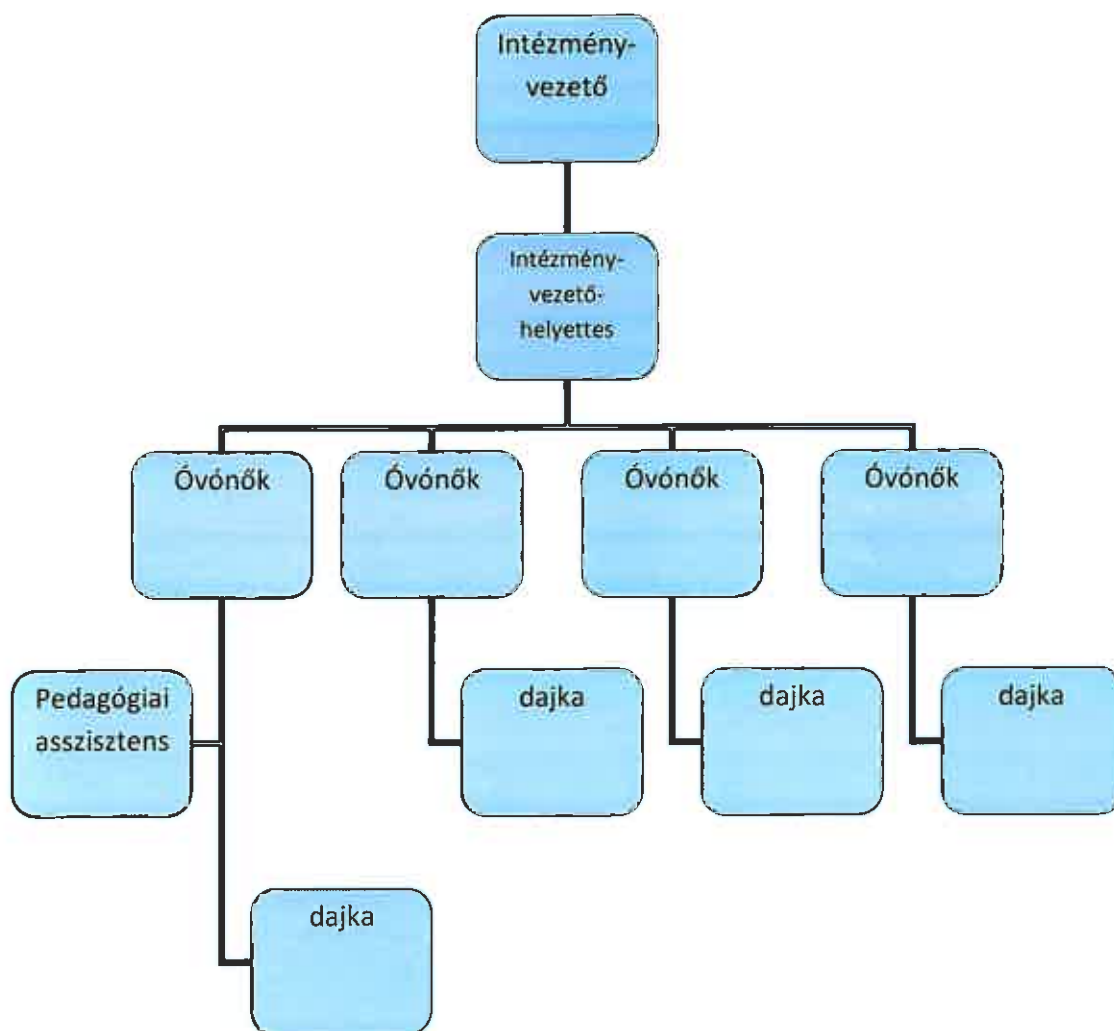 Intézmény-
vezető
Intézmény-
vezető-
helyettes
Óvónők
Óvónők
Óvónők
Óvónők
Pedagógiai
asszisztens
dajka
dajka
dajka
dajka